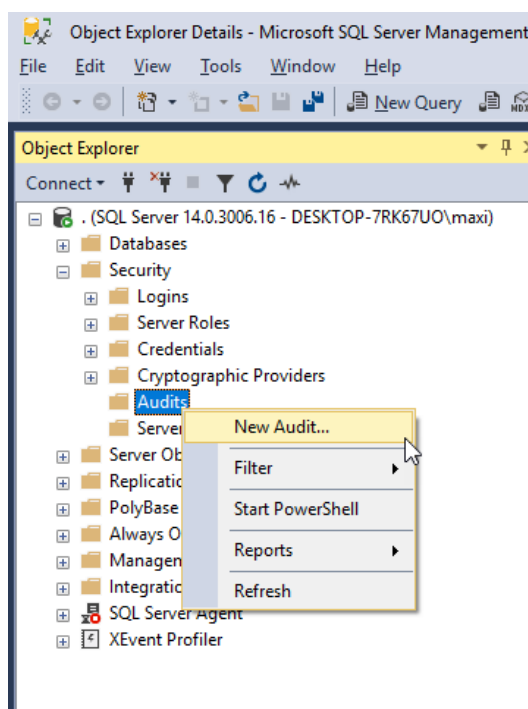 Object Explorer Details - Microsoft SQL Server Management
File Edit View Tools Window Help
New Query
Object Explorer
Connect
. (SQL Server 14.0.3006.16 - DESKTOP-7RK67UO\maxi)
Databases
Security
Logins
Server Roles
Credentials
Cryptographic Providers
Audits
Server
New Audit...
Server Ob
Filter
Replicatio
PolyBase
Start PowerShell
Always O
Reports
Managen
Integratio
Refresh
SQL Server Agent
XEvent Profiler